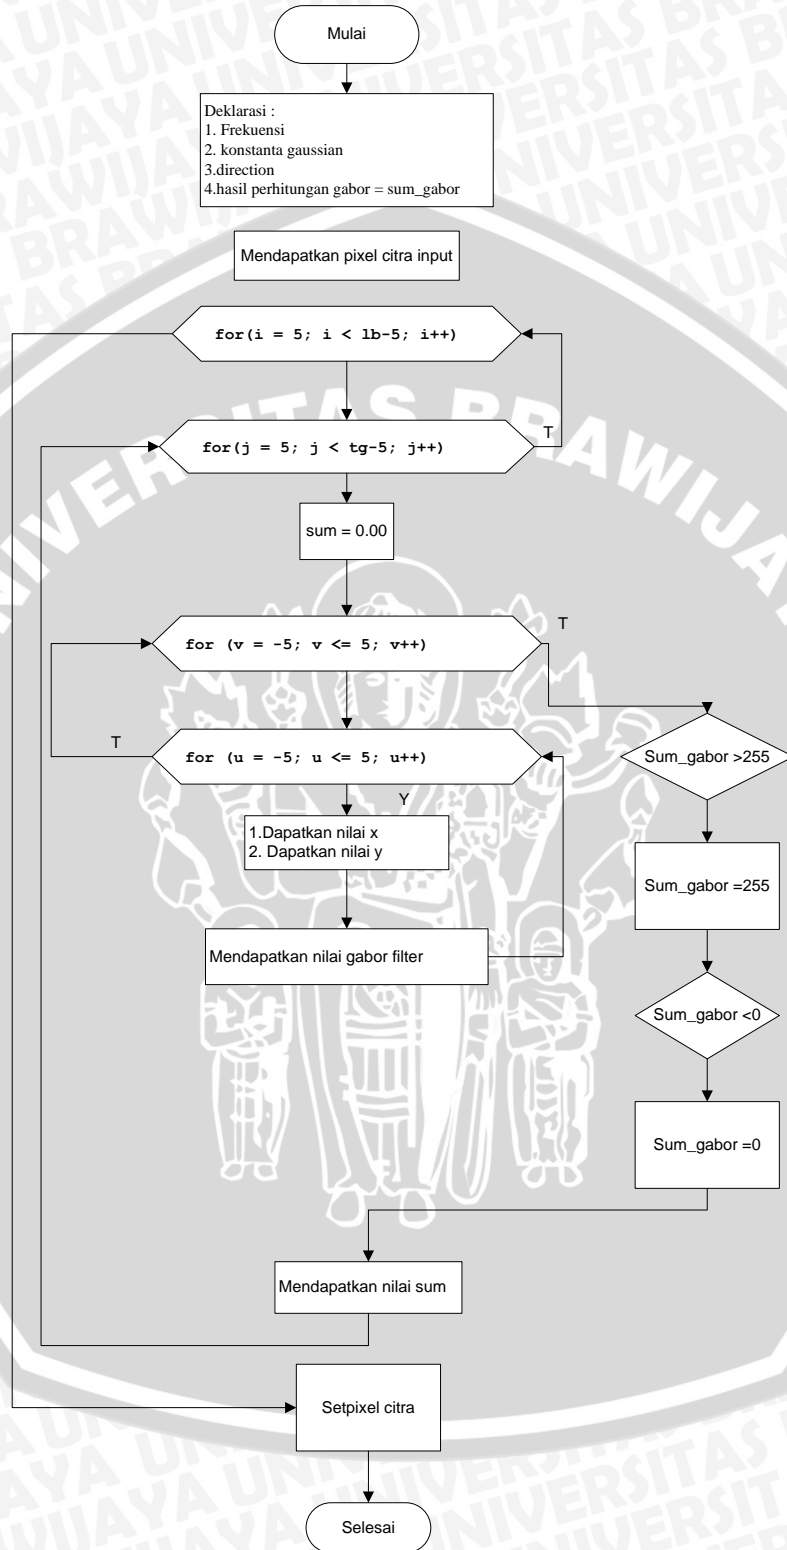 Mulai
Deklarasi :
1. Frekuensi
2. konstanta gaussian
3.direction
4.hasil perhitungan gabor = sum_gabor
Mendapatkan pixel citra input
for(i = 5; i < lb-5; i++)
for(j = 5; j < tg-5; j++)
T
sum = 0.00
for (v = -5; v <= 5; v++)
T
for (u = -5; u <= 5; u++)
T
Y
1.Dapatkan nilai x
2. Dapatkan nilai y
Mendapatkan nilai gabor filter
Sum_gabor >255
Sum_gabor =255
Sum_gabor <0
Sum_gabor =0
Mendapatkan nilai sum
Setpixel citra
Selesai
UNIVERSITAS BRAWIJAYA